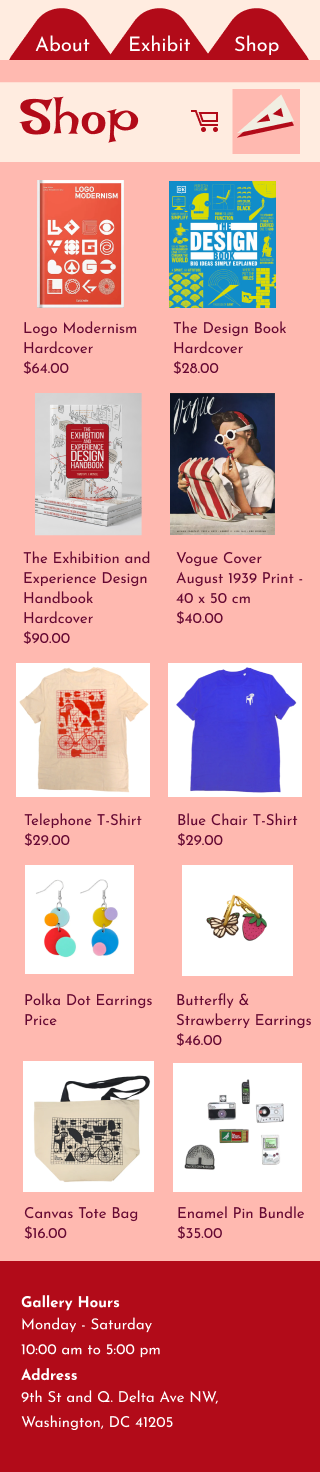 About Exhibit Shop
Shop
LOGO
MODERNISM
TASCHEN
Logo Modernism
Hardcover
$64.00
DK
THE
DESIGN
BOOK
BIG IDEAS SIMPLY EXPLAINED
The Design Book
Hardcover
$28.00
THE
EXHIBITION
AND
EXPERIENCE
DESIGN
HANDBOOK
The Exhibition and
Experience Design
Handbook
Hardcover
$90.00
Vogue
Vogue Cover
August 1939 Print -
40 x 50 cm
$40.00
Telephone T-Shirt
$29.00
Blue Chair T-Shirt
$29.00
Polka Dot Earrings
Price
Butterfly &
Strawberry Earrings
$46.00
Canvas Tote Bag
$16.00
Enamel Pin Bundle
$35.00
Gallery Hours
Monday - Saturday
10:00 am to 5:00 pm
Address
9th St and Q. Delta Ave NW,
Washington, DC 41205